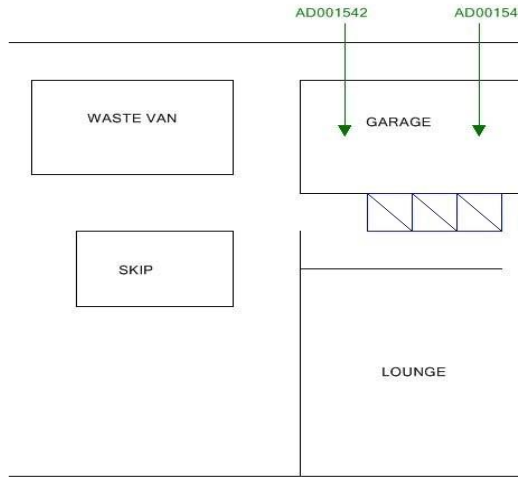 AD001542 AD00154
WASTE VAN
GARAGE
SKIP
LOUNGE